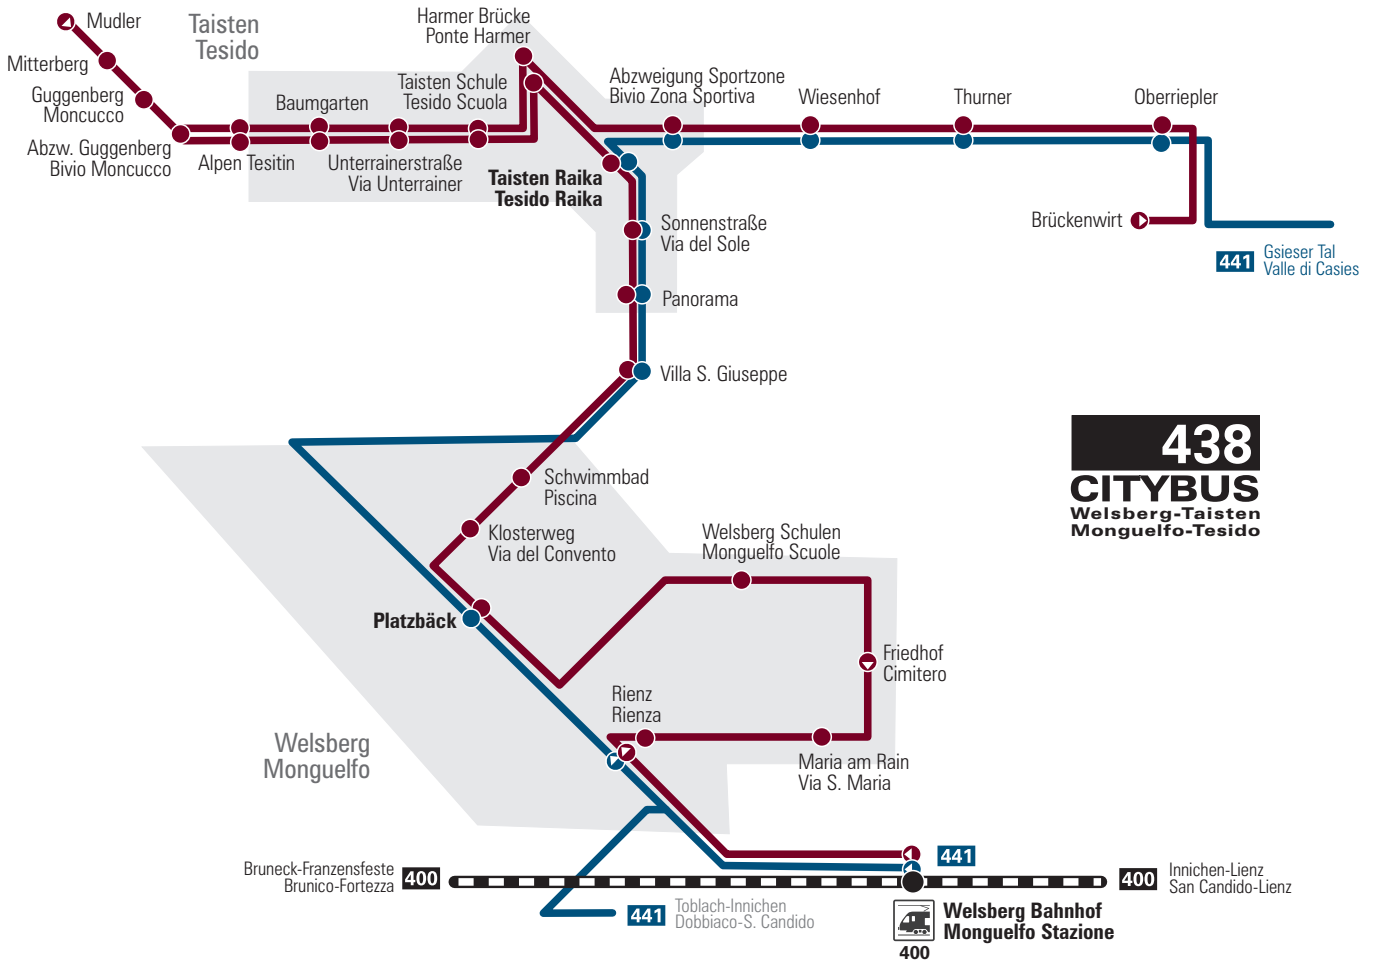 Mudler
Taisten
Tesido
Harmer Brücke
Ponte Harmer
Mitterberg
Guggenberg
Moncucco
Baumgarten
Taisten Schule
Tesido Scuola
Abzweigung Sportzone
Bivio Zona Sportiva
Wiesenhof
Thurner
Oberriepler
Abzw. Guggenberg
Bivio Moncucco
Alpen Tesitin
Unterrainerstraße
Via Unterrainer
Taisten Raika
Tesido Raika
Sonnenstraße
Via del Sole
Brückenwirt
441
Gsieser Tal
Valle di Casies
Panorama
Villa S. Giuseppe
438
CITYBUS
Welsberg-Taisten
Monguelfo-Tesido
Schwimmbad
Piscina
Klosterweg
Via del Convento
Welsberg Schulen
Monguelfo Scuole
Platzbäck
Friedhof
Cimitero
Rienz
Rienza
Welsberg
Monguelfo
Maria am Rain
Via S. Maria
441
Bruneck-Franzensfeste
Brunico-Fortezza
400
400
Innichen-Lienz
San Candido-Lienz
441
Toblach-Innichen
Dobbiaco-S. Candido
Welsberg Bahnhof
Monguelfo Stazione
400